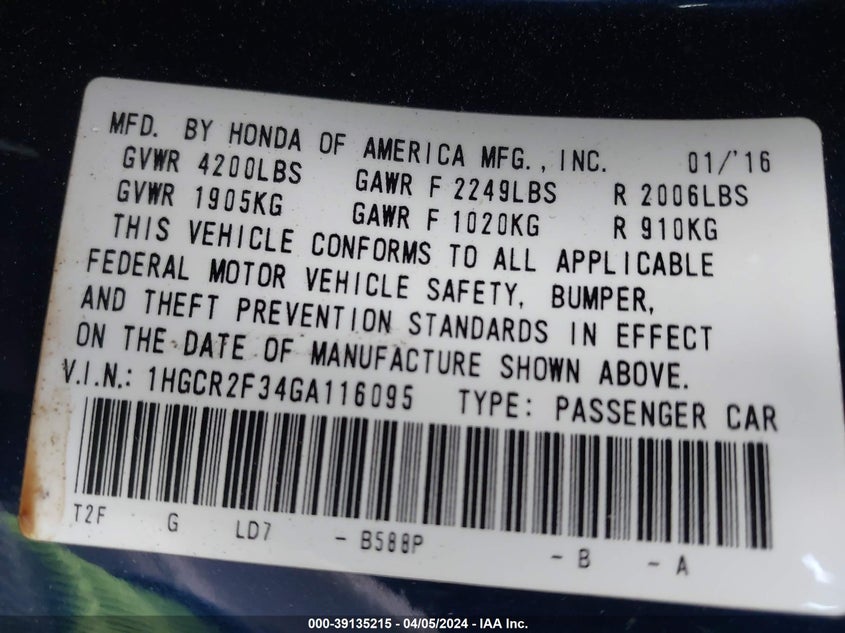 MFD. BY HONDA OF AMERICA MFG., INC. 01/'16
GVWR 4200LBS GAWR F 2249LBS R 2006LBS
GVWR 1905KG GAWR F 1020KG R 910KG
THIS VEHICLE CONFORMS TO ALL APPLICABLE
FEDERAL MOTOR VEHICLE SAFETY, BUMPER,
AND THEFT PREVENTION STANDARDS IN EFFECT
ON THE DATE OF MANUFACTURE SHOWN ABOVE.
V.I.N.: 1HGCR2F34GA116095 TYPE: PASSENGER CAR
T2F G LD7 - B588P - B - A
000-39135215 - 04/05/2024 - IAA Inc.